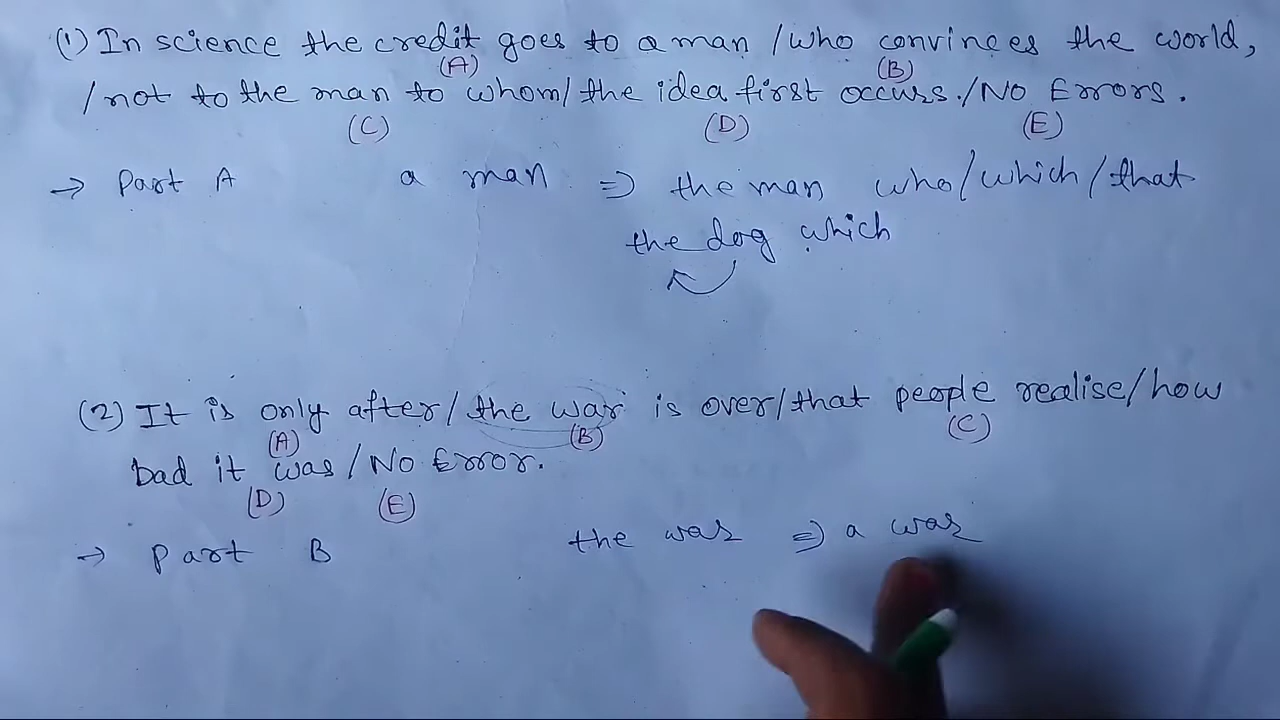 (1) In science the credit goes to a man / who convinces the world,
(A) (B)
/ not to the man to whom / the idea first occurs. / No Errors.
(C) (D) (E)
→ Part A a man ⇒ the man who/which/that
the dog which
(2) It is only after / the war is over / that people realise / how
(A) (B) (C)
bad it was / No Error.
(D) (E)
→ Part B the war ⇒ a war